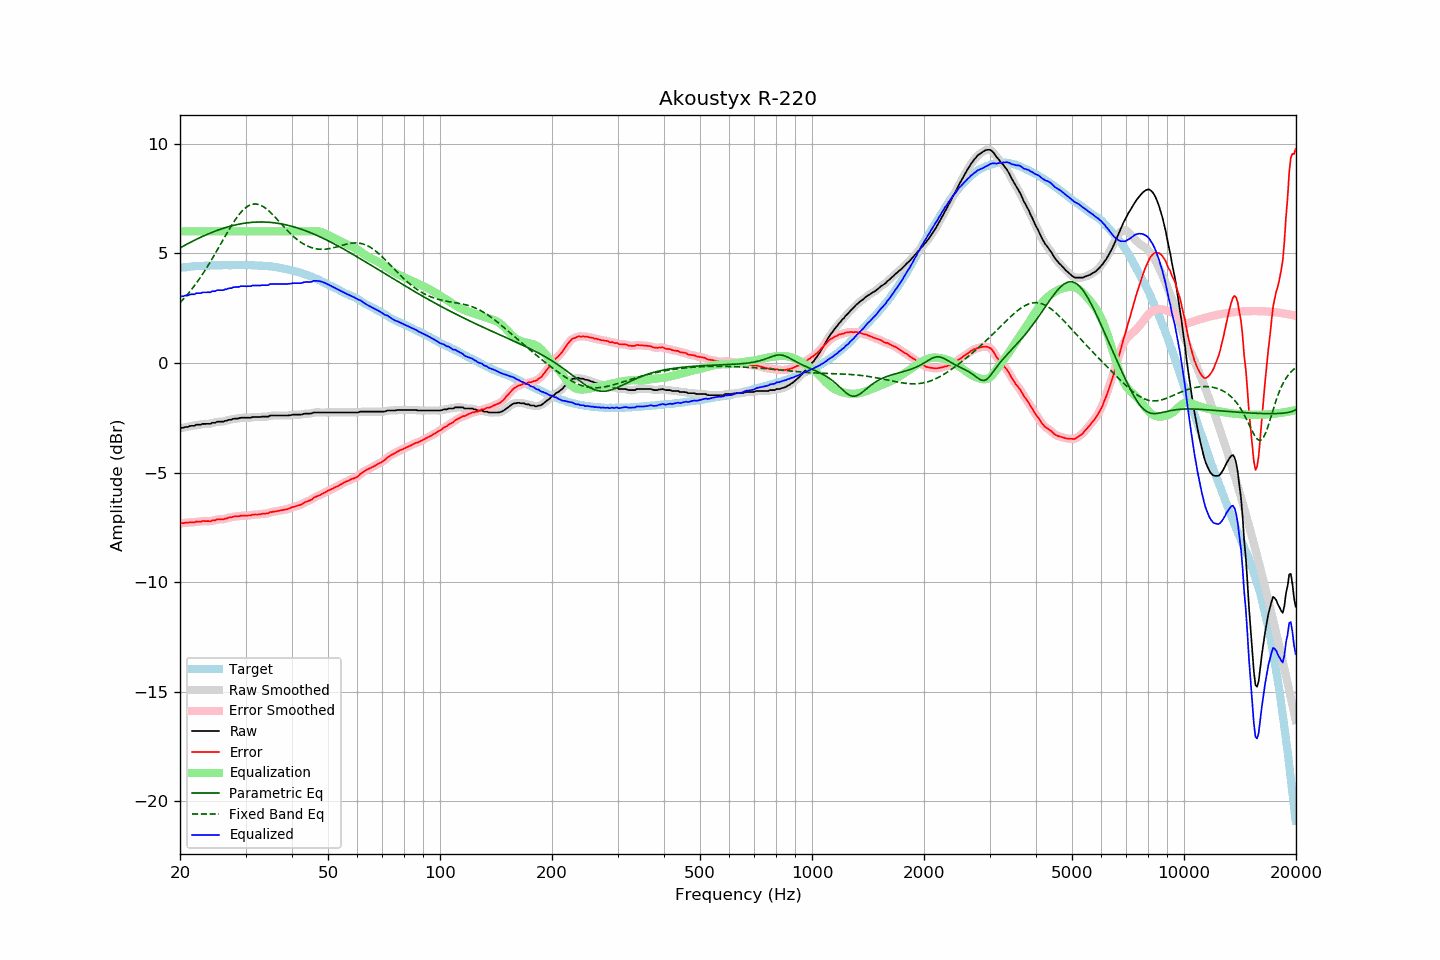 Akoustyx R-220
Amplitude (dBr)
10
5
0
−5
−10
−15
−20
Target
Raw Smoothed
Error Smoothed
Raw
Error
Equalization
Parametric Eq
Fixed Band Eq
Equalized
20 50 100 200 500 1000 2000 5000 10000 20000
Frequency (Hz)